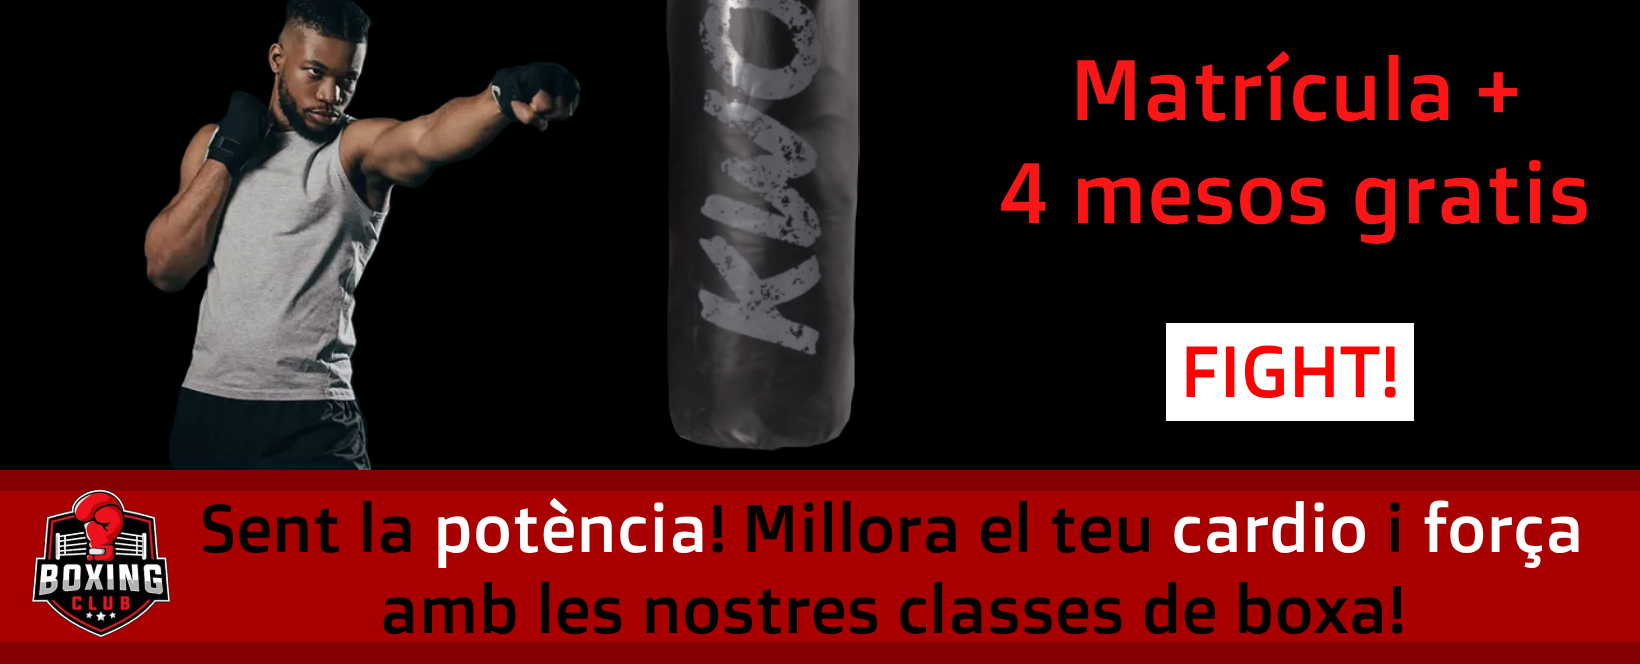 KIMO
Matrícula +
4 mesos gratis
FIGHT!
BOXING
CLUB
Sent la potència! Millora el teu cardio i força
amb les nostres classes de boxa!